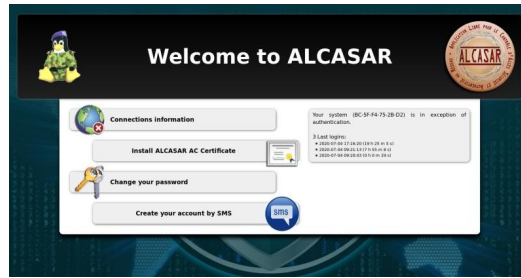 Welcome to ALCASAR
ALCASAR
Connections information
Install ALCASAR AC Certificate
Change your password
Create your account by SMS
sms
Your system (BC-5F-F4-75-2B-D2) is in exception of
authentication.
3 Last logins: